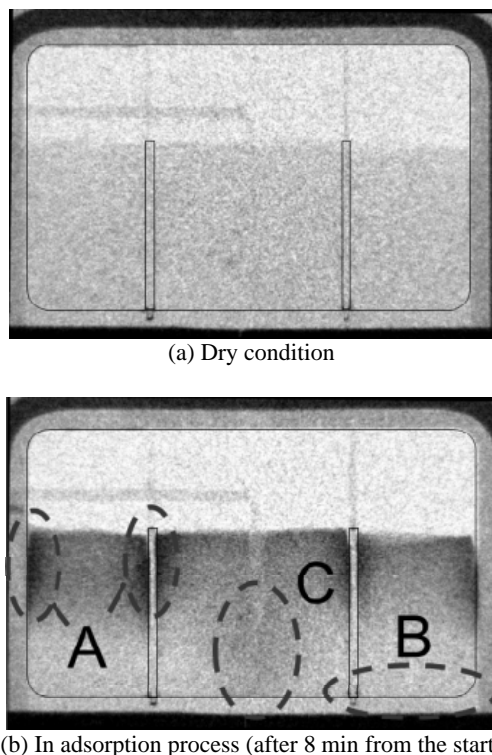 (a) Dry condition
A
C
B
(b) In adsorption process (after 8 min from the start